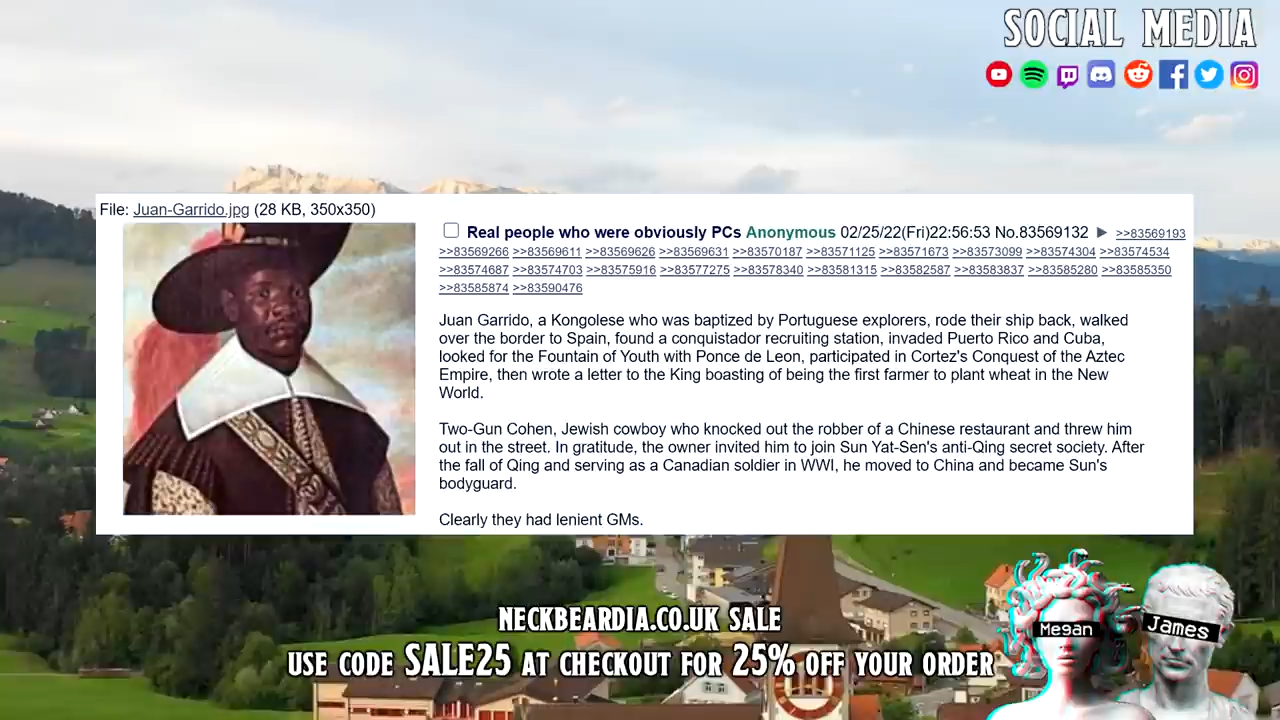 SOCIAL MEDIA
File: Juan-Garrido.jpg (28 KB, 350x350)
Real people who were obviously PCs Anonymous 02/25/22(Fri)22:56:53 No.83569132 ▶ >>83569193
>>83569266 >>83569611 >>83569626 >>83569631 >>83570187 >>83571125 >>83571673 >>83573099 >>83574304 >>83574534
>>83574687 >>83574703 >>83575916 >>83577275 >>83578340 >>83581315 >>83582587 >>83583837 >>83585280 >>83585350
>>83585874 >>83590476
Juan Garrido, a Kongolese who was baptized by Portuguese explorers, rode their ship back, walked
over the border to Spain, found a conquistador recruiting station, invaded Puerto Rico and Cuba,
looked for the Fountain of Youth with Ponce de Leon, participated in Cortez's Conquest of the Aztec
Empire, then wrote a letter to the King boasting of being the first farmer to plant wheat in the New
World.
Two-Gun Cohen, Jewish cowboy who knocked out the robber of a Chinese restaurant and threw him
out in the street. In gratitude, the owner invited him to join Sun Yat-Sen's anti-Qing secret society. After
the fall of Qing and serving as a Canadian soldier in WWI, he moved to China and became Sun's
bodyguard.
Clearly they had lenient GMs.
NECKBEARDIA.CO.UK SALE
USE CODE SALE25 AT CHECKOUT FOR 25% OFF YOUR ORDER
Megan
James